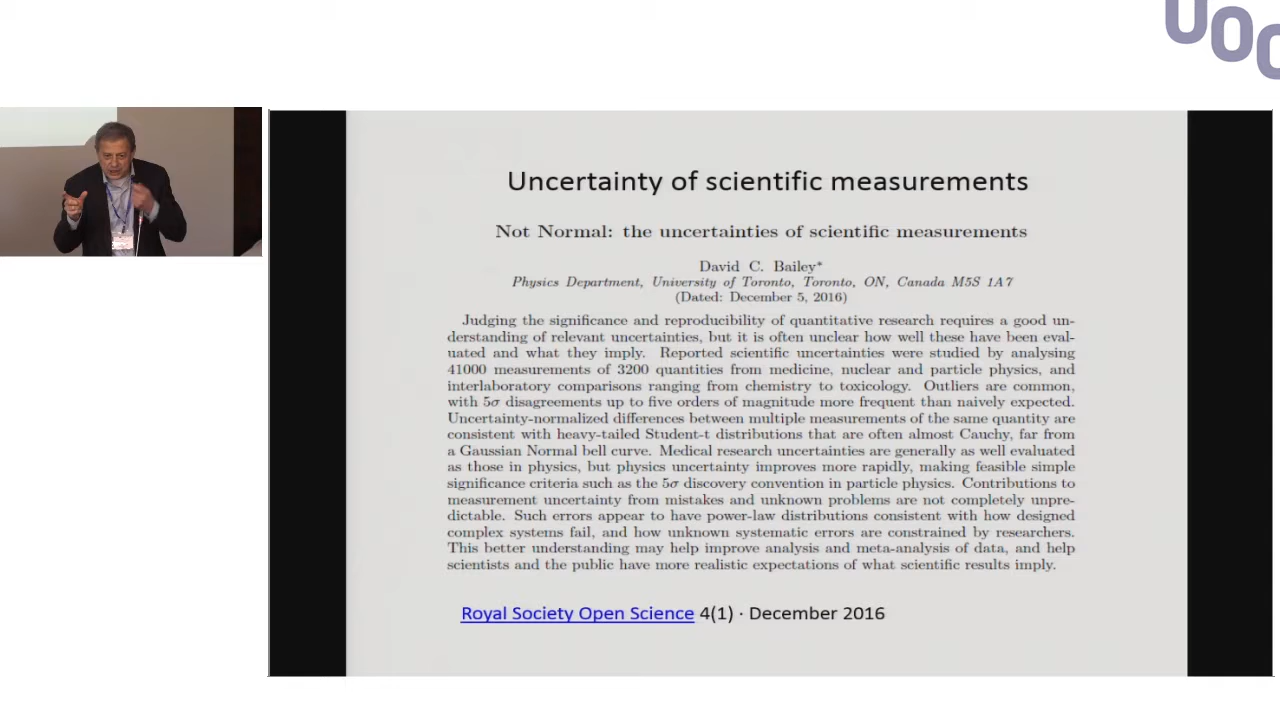 UOC
Uncertainty of scientific measurements
Not Normal: the uncertainties of scientific measurements
David C. Bailey*
Physics Department, University of Toronto, Toronto, ON, Canada M5S 1A7
(Dated: December 5, 2016)
Judging the significance and reproducibility of quantitative research requires a good un-
derstanding of relevant uncertainties, but it is often unclear how well these have been eval-
uated and what they imply. Reported scientific uncertainties were studied by analysing
41000 measurements of 3200 quantities from medicine, nuclear and particle physics, and
interlaboratory comparisons ranging from chemistry to toxicology. Outliers are common,
with 5σ disagreements up to five orders of magnitude more frequent than naively expected.
Uncertainty-normalized differences between multiple measurements of the same quantity are
consistent with heavy-tailed Student-t distributions that are often almost Cauchy, far from
a Gaussian Normal bell curve. Medical research uncertainties are generally as well evaluated
as those in physics, but physics uncertainty improves more rapidly, making feasible simple
significance criteria such as the 5σ discovery convention in particle physics. Contributions to
measurement uncertainty from mistakes and unknown problems are not completely unpre-
dictable. Such errors appear to have power-law distributions consistent with how designed
complex systems fail, and how unknown systematic errors are constrained by researchers.
This better understanding may help improve analysis and meta-analysis of data, and help
scientists and the public have more realistic expectations of what scientific results imply.
Royal Society Open Science 4(1) · December 2016